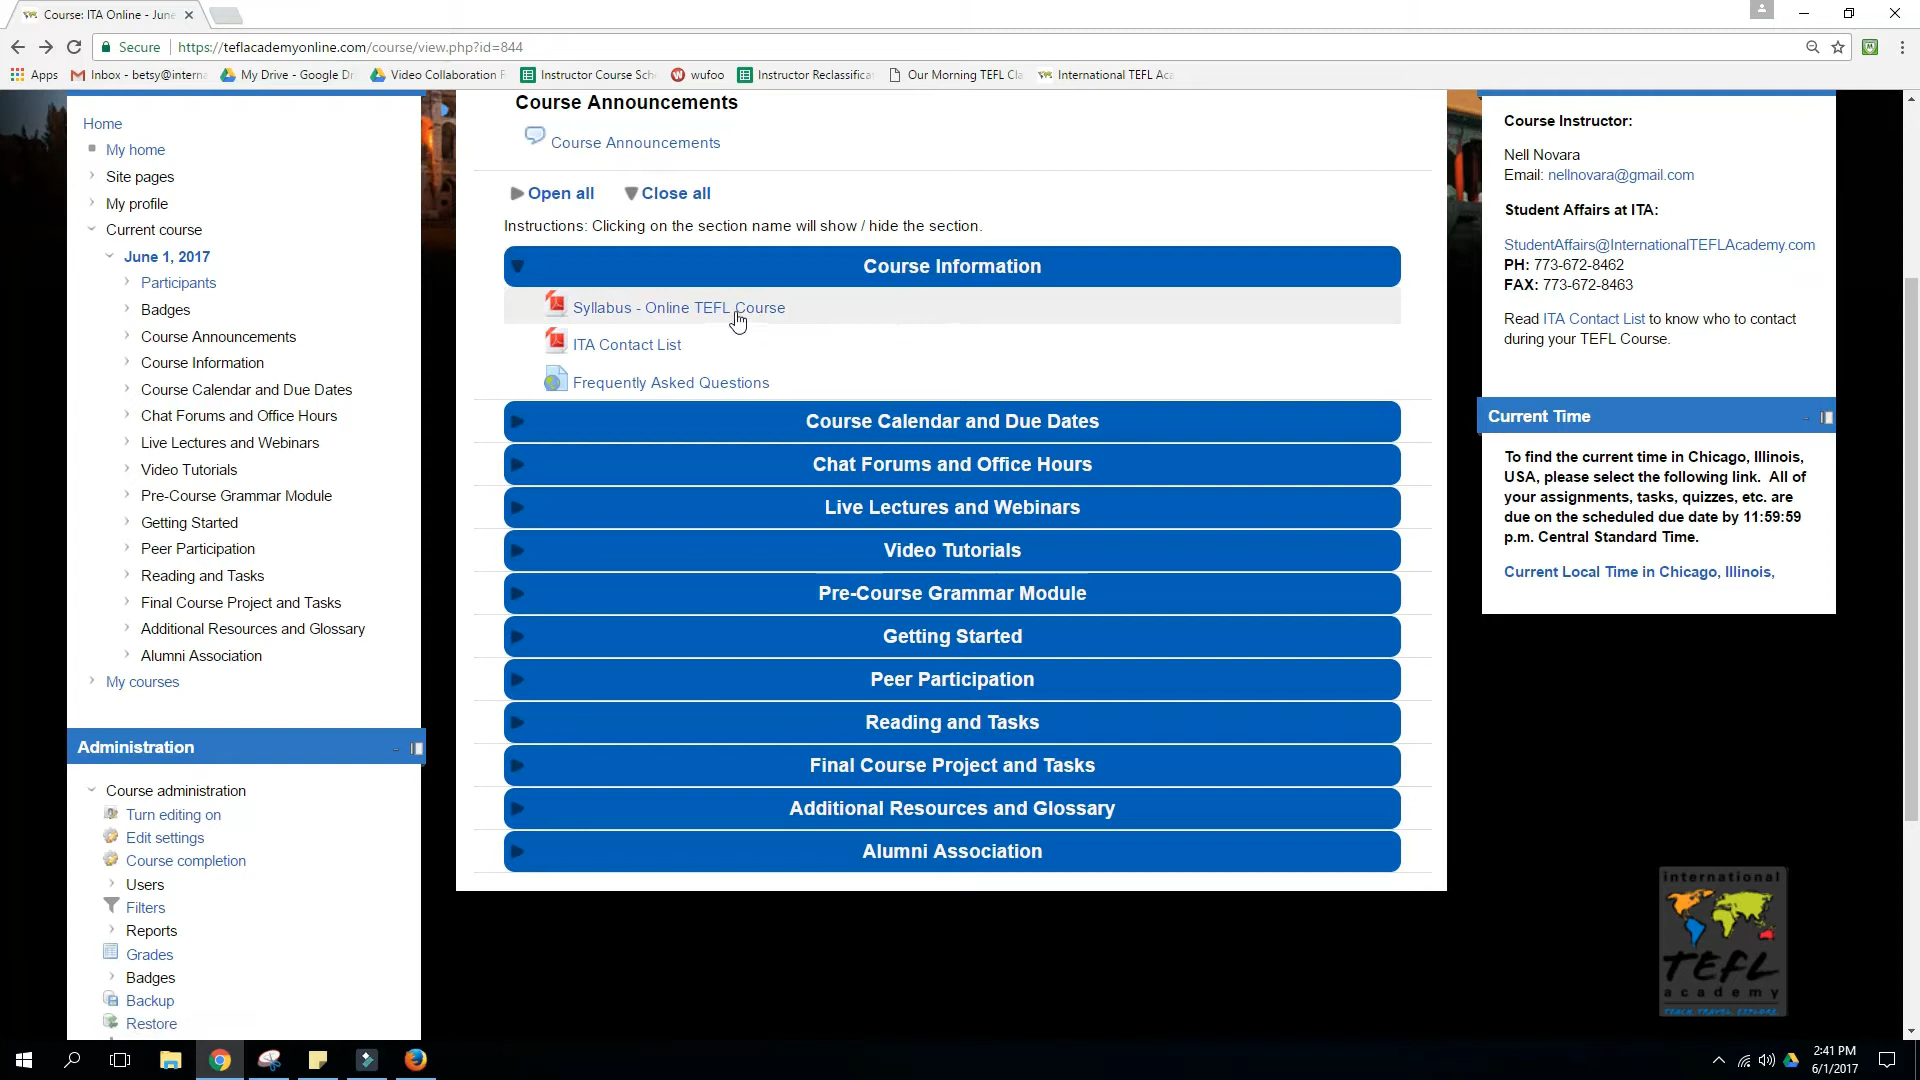 Course: ITA Online - June
Secure
https://teflacademyonline.com/course/view.php?id=844
Apps
Inbox - betsy@interna
My Drive - Google Dr
Video Collaboration F
Instructor Course Sch
wufoo
Instructor Reclassifica
Our Morning TEFL Cla
International TEFL Aca
Home
My home
Site pages
My profile
Current course
June 1, 2017
Participants
Badges
Course Announcements
Course Information
Course Calendar and Due Dates
Chat Forums and Office Hours
Live Lectures and Webinars
Video Tutorials
Pre-Course Grammar Module
Getting Started
Peer Participation
Reading and Tasks
Final Course Project and Tasks
Additional Resources and Glossary
Alumni Association
My courses
Administration
Course administration
Turn editing on
Edit settings
Course completion
Users
Filters
Reports
Grades
Badges
Backup
Restore
Course Announcements
Course Announcements
Open all
Close all
Instructions: Clicking on the section name will show / hide the section.
Course Information
Syllabus - Online TEFL Course
ITA Contact List
Frequently Asked Questions
Course Calendar and Due Dates
Chat Forums and Office Hours
Live Lectures and Webinars
Video Tutorials
Pre-Course Grammar Module
Getting Started
Peer Participation
Reading and Tasks
Final Course Project and Tasks
Additional Resources and Glossary
Alumni Association
Course Instructor:
Nell Novara
Email: nellnovara@gmail.com
Student Affairs at ITA:
StudentAffairs@InternationalTEFLAcademy.com
PH: 773-672-8462
FAX: 773-672-8463
Read ITA Contact List to know who to contact
during your TEFL Course.
Current Time
To find the current time in Chicago, Illinois,
USA, please select the following link. All of
your assignments, tasks, quizzes, etc. are
due on the scheduled due date by 11:59:59
p.m. Central Standard Time.
Current Local Time in Chicago, Illinois,
international
TEFL
academy
TEACH. TRAVEL. EXPLORE.
2:41 PM
6/1/2017